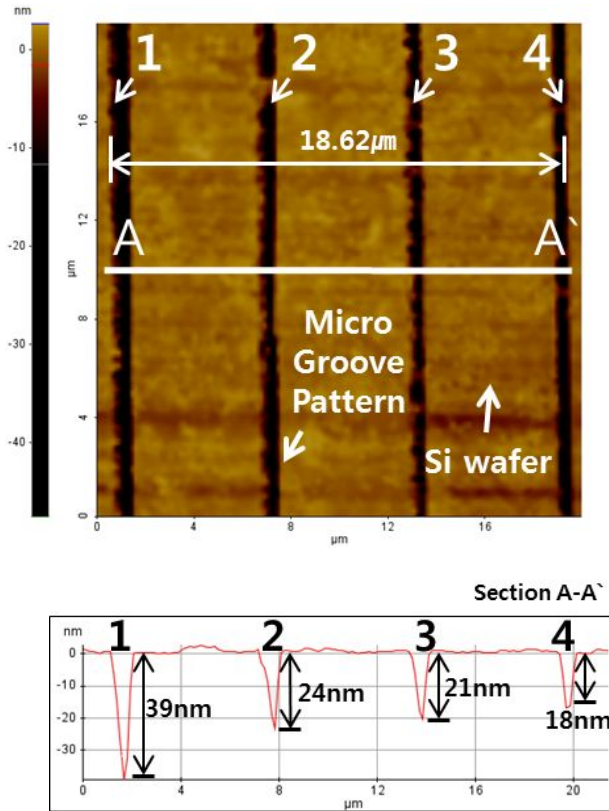 nm
0
-10
-20
-30
-40
1 2 3 4
18.62㎛
A A`
Micro
Groove
Pattern
Si wafer
16
12
μm
8
4
0
0 4 8 12 16
μm
Section A-A`
nm
1 2 3 4
0
-10
-20
-30
39nm
24nm
21nm
18nm
0 4 8 12 16 20
μm